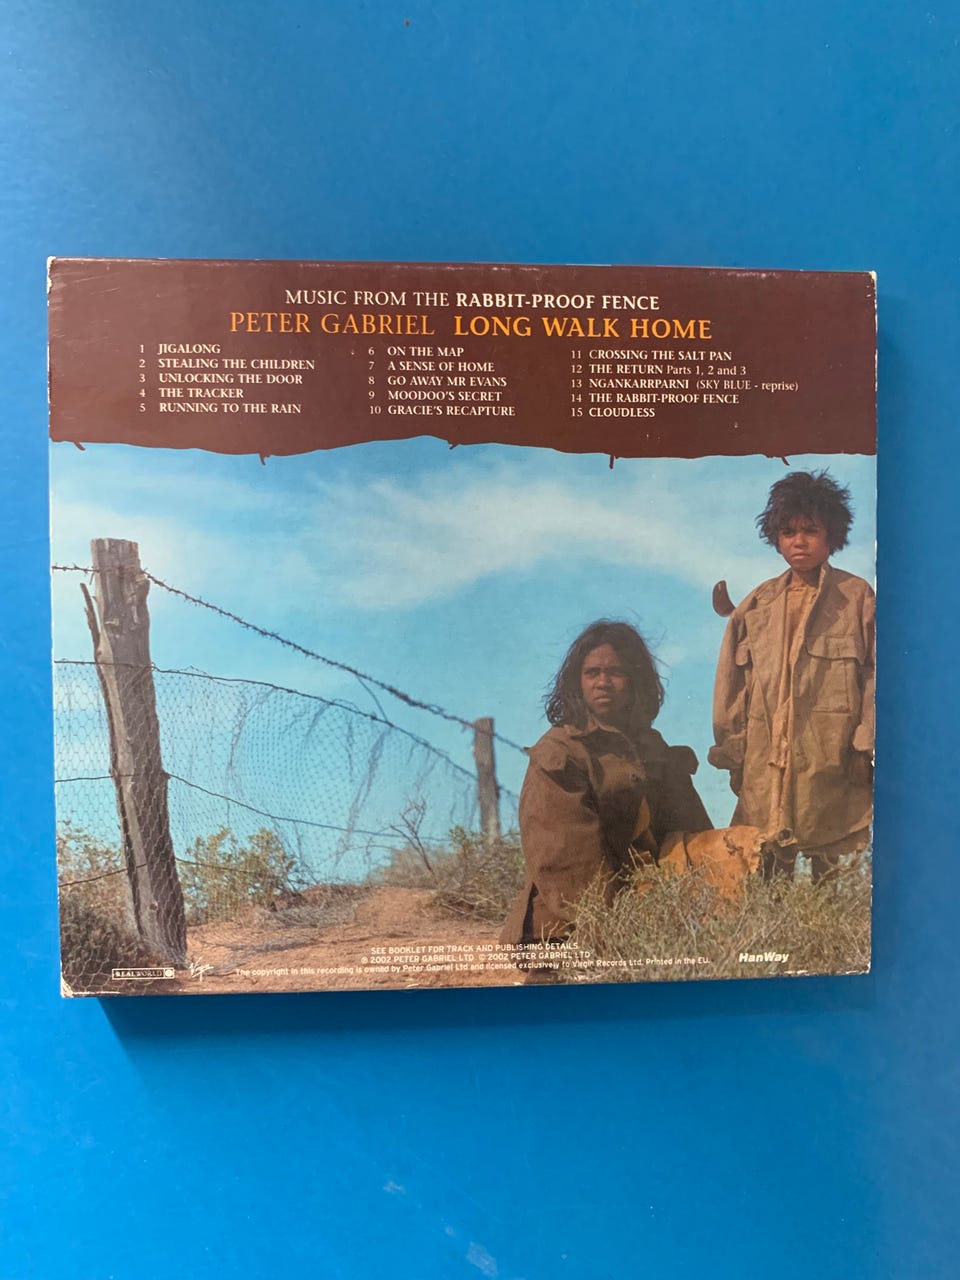 MUSIC FROM THE RABBIT-PROOF FENCE
PETER GABRIEL LONG WALK HOME
1 JIGALONG
2 STEALING THE CHILDREN
3 UNLOCKING THE DOOR
4 THE TRACKER
5 RUNNING TO THE RAIN
6 ON THE MAP
7 A SENSE OF HOME
8 GO AWAY MR EVANS
9 MOODOO'S SECRET
10 GRACIE'S RECAPTURE
11 CROSSING THE SALT PAN
12 THE RETURN Parts 1, 2 and 3
13 NGANKARRPARNI (SKY BLUE - reprise)
14 THE RABBIT-PROOF FENCE
15 CLOUDLESS
SEE BOOKLET FOR TRACK AND PUBLISHING DETAILS.
℗ 2002 PETER GABRIEL LTD © 2002 PETER GABRIEL LTD
The copyright in this recording is owned by Peter Gabriel Ltd and licensed exclusively to Virgin Records Ltd. Printed in the EU.
REALWORLD
Virgin
HanWay